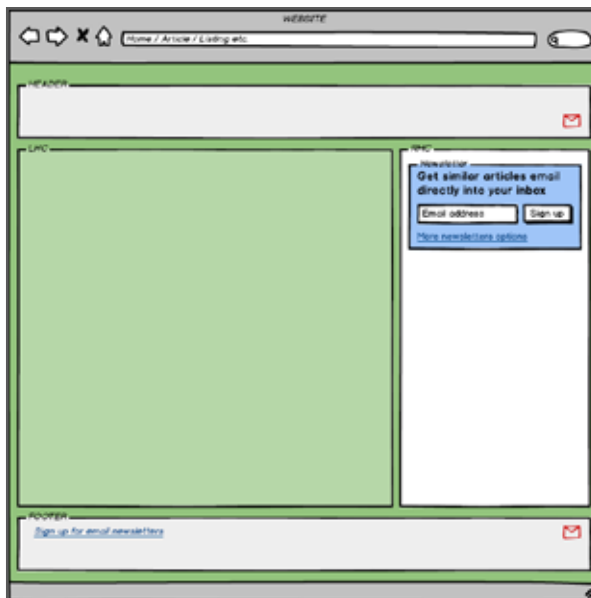 WEBSITE
Home / Article / Listing etc.
HEADER
LHC
RHC
Newsletter
Get similar articles email
directly into your inbox
Email address
Sign up
More newsletters options
FOOTER
Sign up for email newsletters